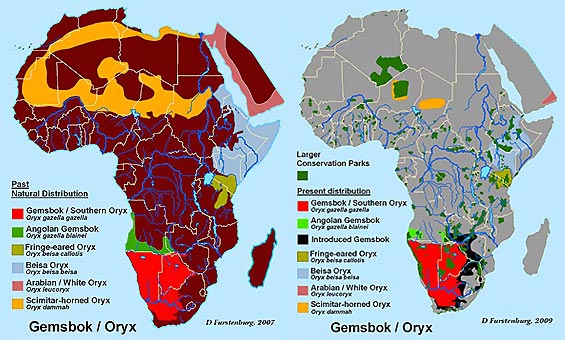 Past
Natural Distribution
Gemsbok / Southern Oryx
Oryx gazella gazella
Angolan Gemsbok
Oryx gazella blainei
Fringe-eared Oryx
Oryx beisa callotis
Beisa Oryx
Oryx beisa beisa
Arabian / White Oryx
Oryx leucoryx
Scimitar-horned Oryx
Oryx dammah
D Furstenburg, 2007
Gemsbok / Oryx
Larger
Conservation Parks
Present distribution
Gemsbok / Southern Oryx
Oryx gazella gazella
Angolan Gemsbok
Oryx gazella blainei
Introduced Gemsbok
Fringe-eared Oryx
Oryx beisa callotis
Beisa Oryx
Oryx beisa beisa
Arabian / White Oryx
Oryx leucoryx
Scimitar-horned Oryx
Oryx dammah
D Furstenburg, 2009
Gemsbok / Oryx